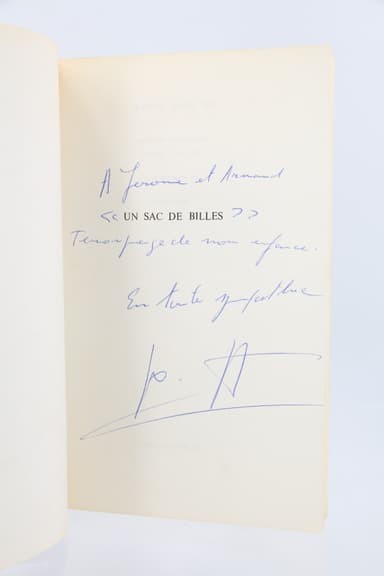 A Jerome et Armand
« UN SAC DE BILLES »
Temoignage de mon enfance.
En toute sympathie